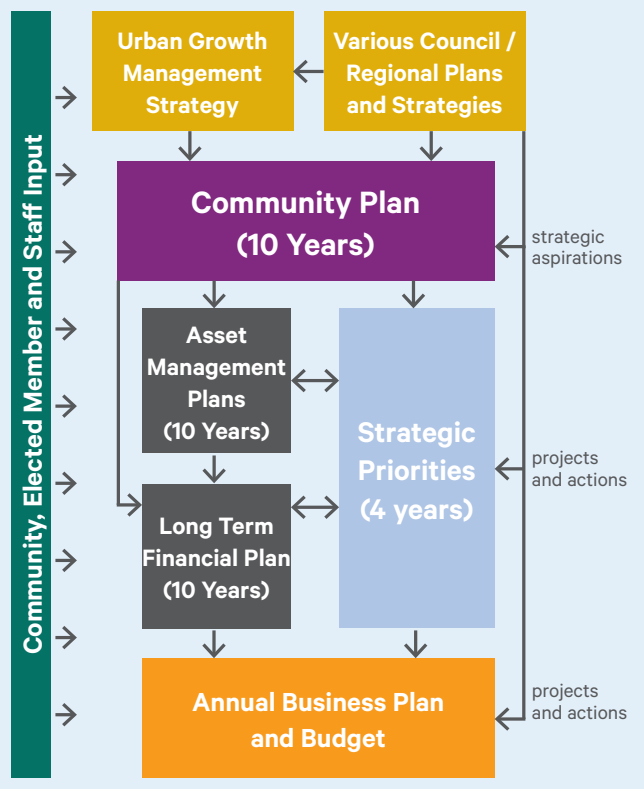 Community, Elected Member and Staff Input
Urban Growth
Management
Strategy
Various Council /
Regional Plans
and Strategies
Community Plan
(10 Years)
strategic
aspirations
Asset
Management
Plans
(10 Years)
Strategic
Priorities
(4 years)
projects
and actions
Long Term
Financial Plan
(10 Years)
Annual Business Plan
and Budget
projects
and actions